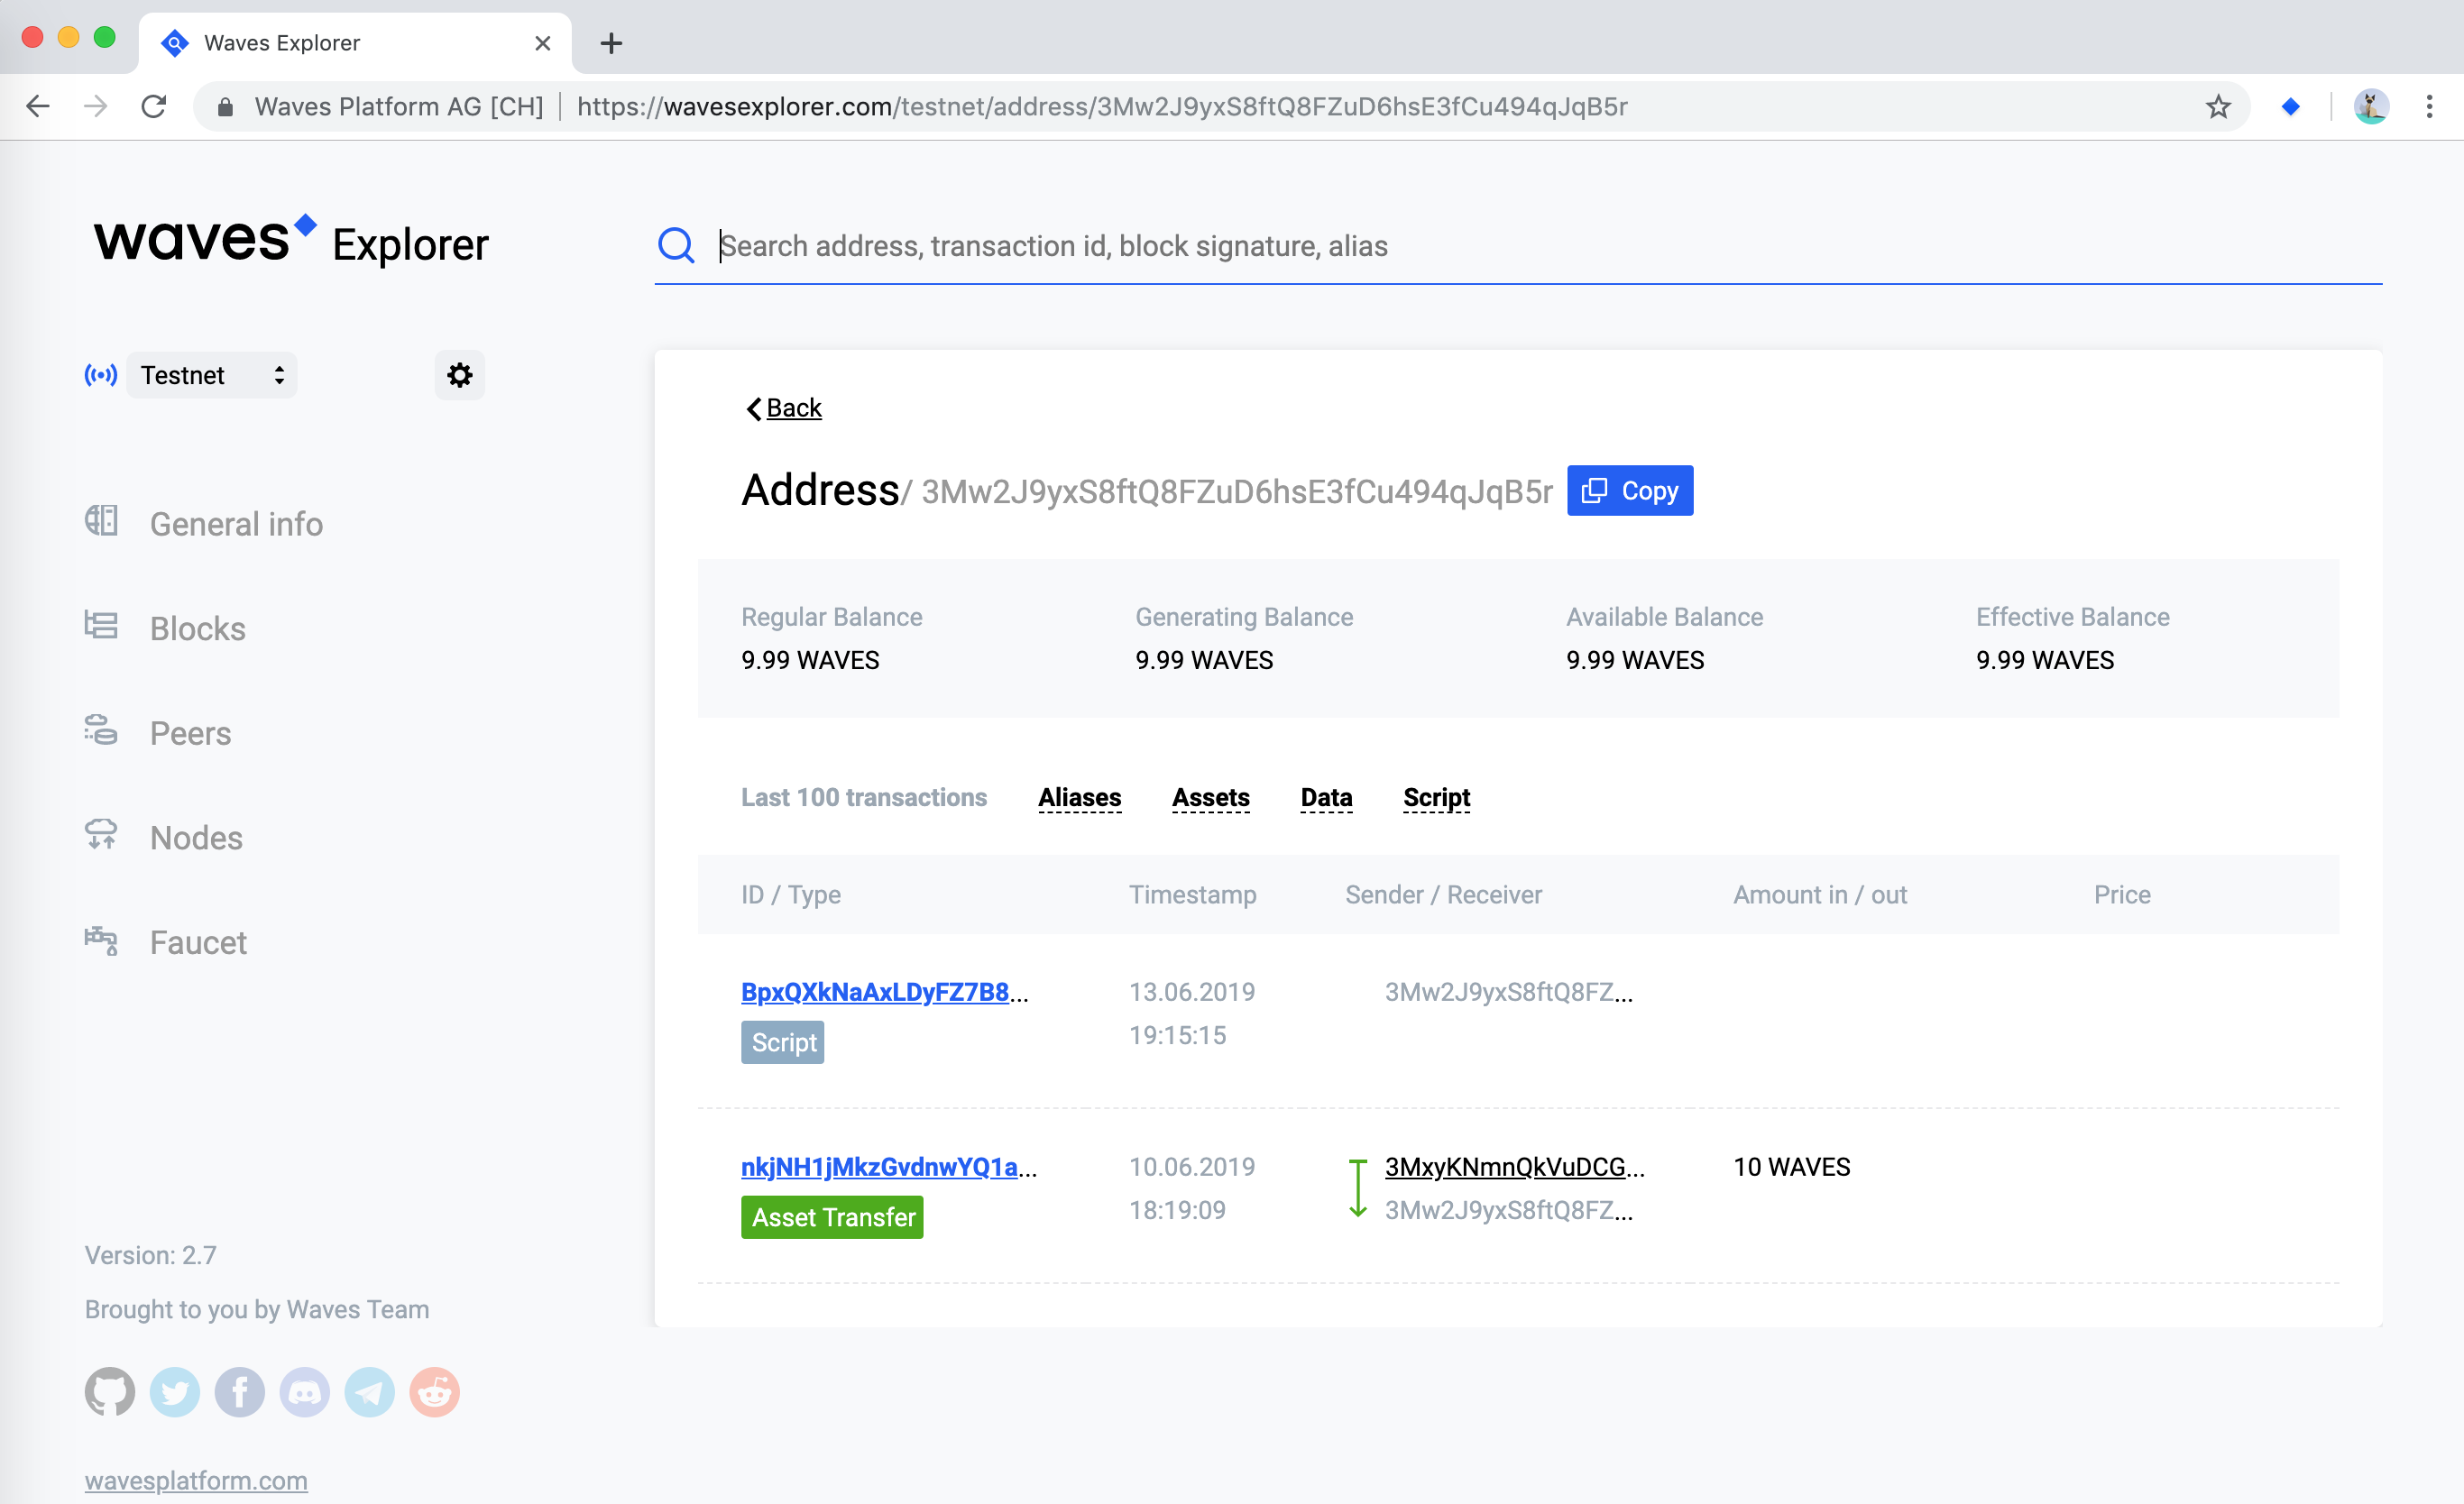 Waves Explorer
Waves Platform AG [CH] https://wavesexplorer.com/testnet/address/3Mw2J9yxS8ftQ8FZuD6hsE3fCu494qJqB5r
waves Explorer
Search address, transaction id, block signature, alias
Testnet
General info
Blocks
Peers
Nodes
Faucet
Version: 2.7
Brought to you by Waves Team
wavesplatform.com
Back
Address/ 3Mw2J9yxS8ftQ8FZuD6hsE3fCu494qJqB5r Copy
Regular Balance Generating Balance Available Balance Effective Balance
9.99 WAVES 9.99 WAVES 9.99 WAVES 9.99 WAVES
Last 100 transactions Aliases Assets Data Script
ID / Type Timestamp Sender / Receiver Amount in / out Price
BpxQXkNaAxLDyFZ7B8... 13.06.2019 3Mw2J9yxS8ftQ8FZ...
Script 19:15:15
nkjNH1jMkzGvdnwYQ1a... 10.06.2019 3MxyKNmnQkVuDCG... 10 WAVES
Asset Transfer 18:19:09 3Mw2J9yxS8ftQ8FZ...